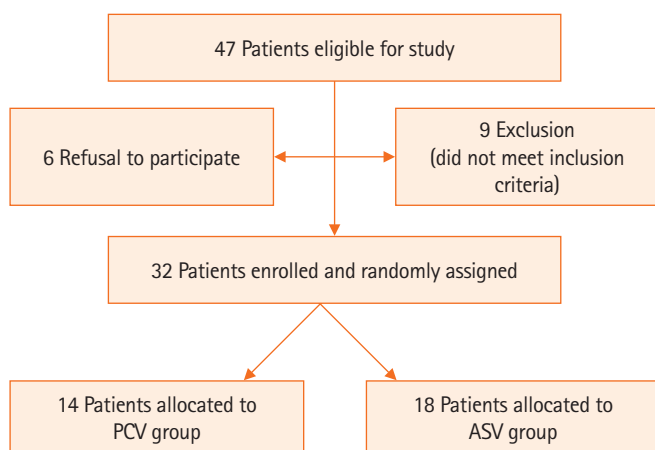 47 Patients eligible for study
6 Refusal to participate
9 Exclusion
(did not meet inclusion
criteria)
32 Patients enrolled and randomly assigned
14 Patients allocated to
PCV group
18 Patients allocated to
ASV group